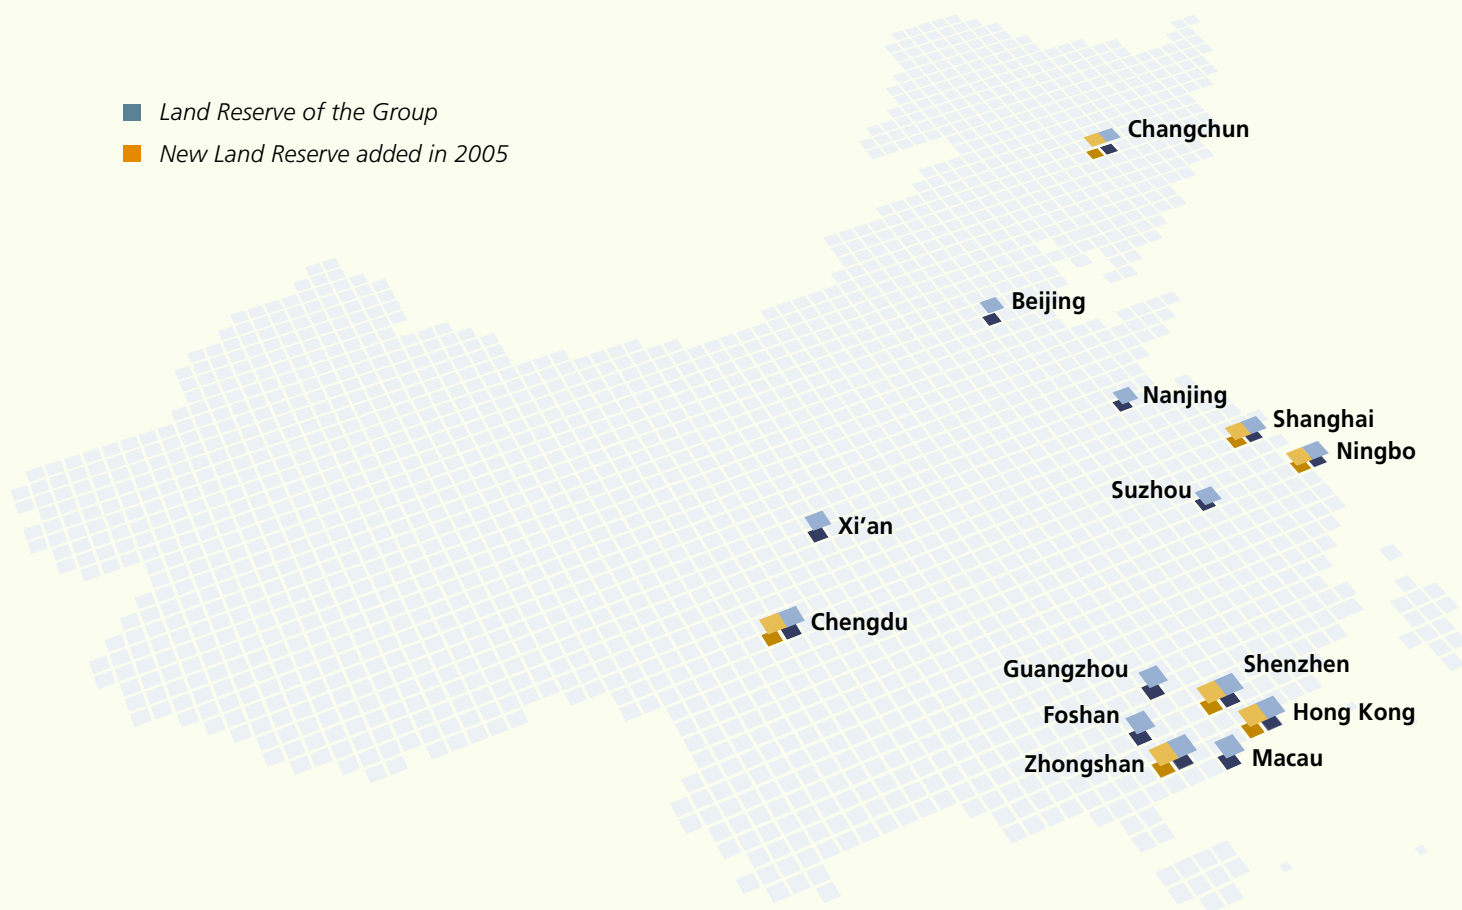 Land Reserve of the Group
New Land Reserve added in 2005
Changchun
Beijing
Nanjing
Shanghai
Ningbo
Suzhou
Xi’an
Chengdu
Guangzhou
Shenzhen
Foshan
Hong Kong
Zhongshan
Macau